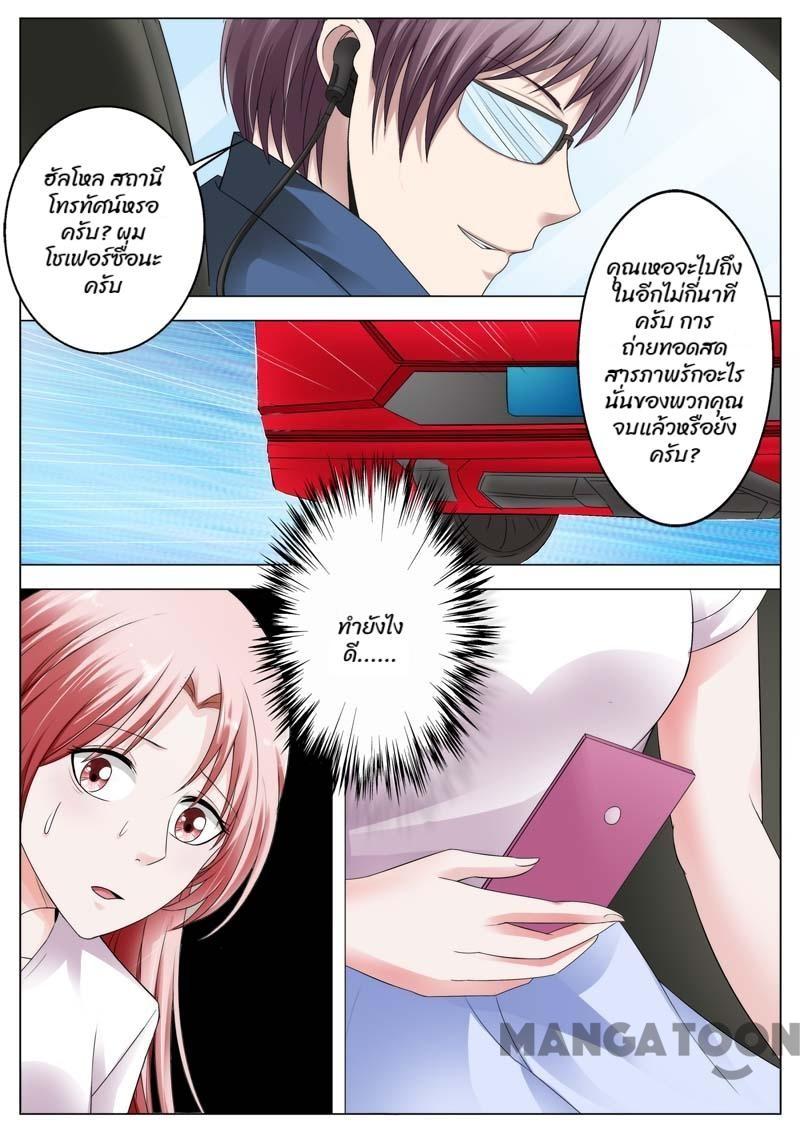 ฮัลโหล สถานี
โทรทัศน์หรอ
ครับ? ผม
โชเฟอร์ซื่อนะ
ครับ
คุณเหอจะไปถึง
ในอีกไม่กี่นาที
ครับ การ
ถ่ายทอดสด
สารภาพรักอะไร
นั่นของพวกคุณ
จบแล้วหรือยัง
ครับ?
ทำยังไง
ดี......
MANGATOON